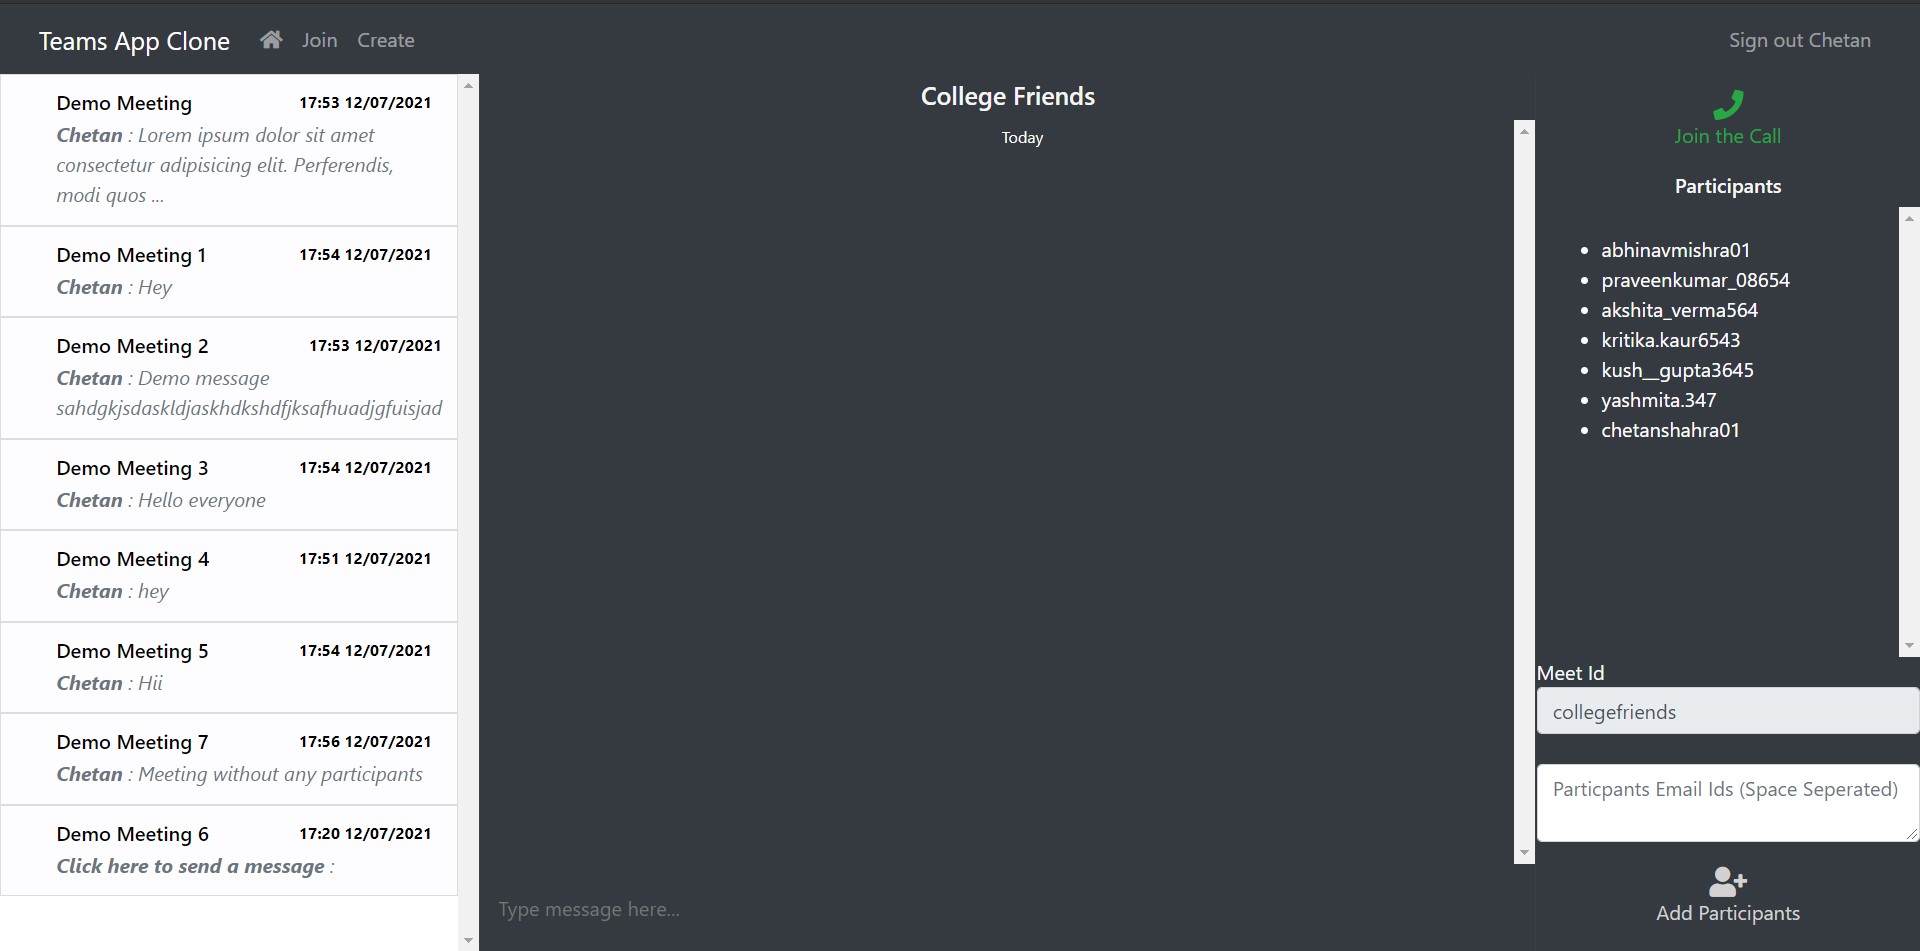 Teams App Clone Join Create Sign out Chetan
Demo Meeting 17:53 12/07/2021
Chetan : Lorem ipsum dolor sit amet
consectetur adipisicing elit. Perferendis,
modi quos ...
Demo Meeting 1 17:54 12/07/2021
Chetan : Hey
Demo Meeting 2 17:53 12/07/2021
Chetan : Demo message
sahdgkjsdaskldjaskhdkshdfjksafhuadjgfuisjad
Demo Meeting 3 17:54 12/07/2021
Chetan : Hello everyone
Demo Meeting 4 17:51 12/07/2021
Chetan : hey
Demo Meeting 5 17:54 12/07/2021
Chetan : Hii
Demo Meeting 7 17:56 12/07/2021
Chetan : Meeting without any participants
Demo Meeting 6 17:20 12/07/2021
Click here to send a message :
College Friends
Today
Type message here...
Join the Call
Participants
• abhinavmishra01
• praveenkumar_08654
• akshita_verma564
• kritika.kaur6543
• kush__gupta3645
• yashmita.347
• chetanshahra01
Meet Id
collegefriends
Particpants Email Ids (Space Seperated)
Add Participants